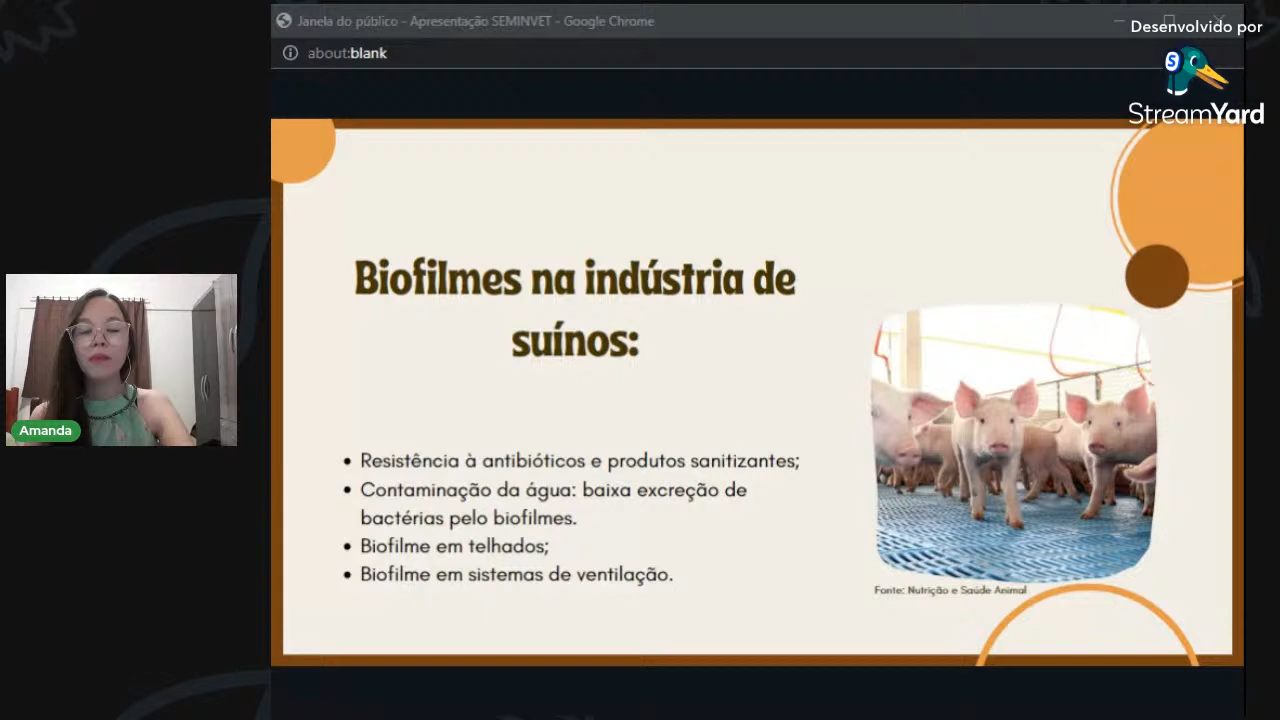 Janela do público - Apresentação SEMINVET - Google Chrome
about:blank
Desenvolvido por
S
StreamYard
Biofilmes na indústria de
suínos:
Amanda
• Resistência à antibióticos e produtos sanitizantes;
• Contaminação da água: baixa excreção de
bactérias pelo biofilmes.
• Biofilme em telhados;
• Biofilme em sistemas de ventilação.
Fonte: Nutrição e Saúde Animal